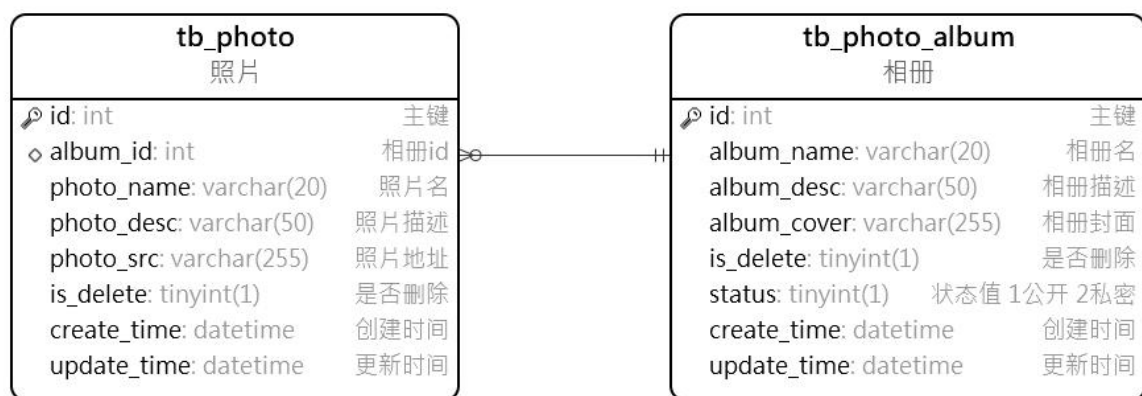 tb_photo
照片
id: int 主键
album_id: int 相册id
photo_name: varchar(20) 照片名
photo_desc: varchar(50) 照片描述
photo_src: varchar(255) 照片地址
is_delete: tinyint(1) 是否删除
create_time: datetime 创建时间
update_time: datetime 更新时间
tb_photo_album
相册
id: int 主键
album_name: varchar(20) 相册名
album_desc: varchar(50) 相册描述
album_cover: varchar(255) 相册封面
is_delete: tinyint(1) 是否删除
status: tinyint(1) 状态值 1公开 2私密
create_time: datetime 创建时间
update_time: datetime 更新时间